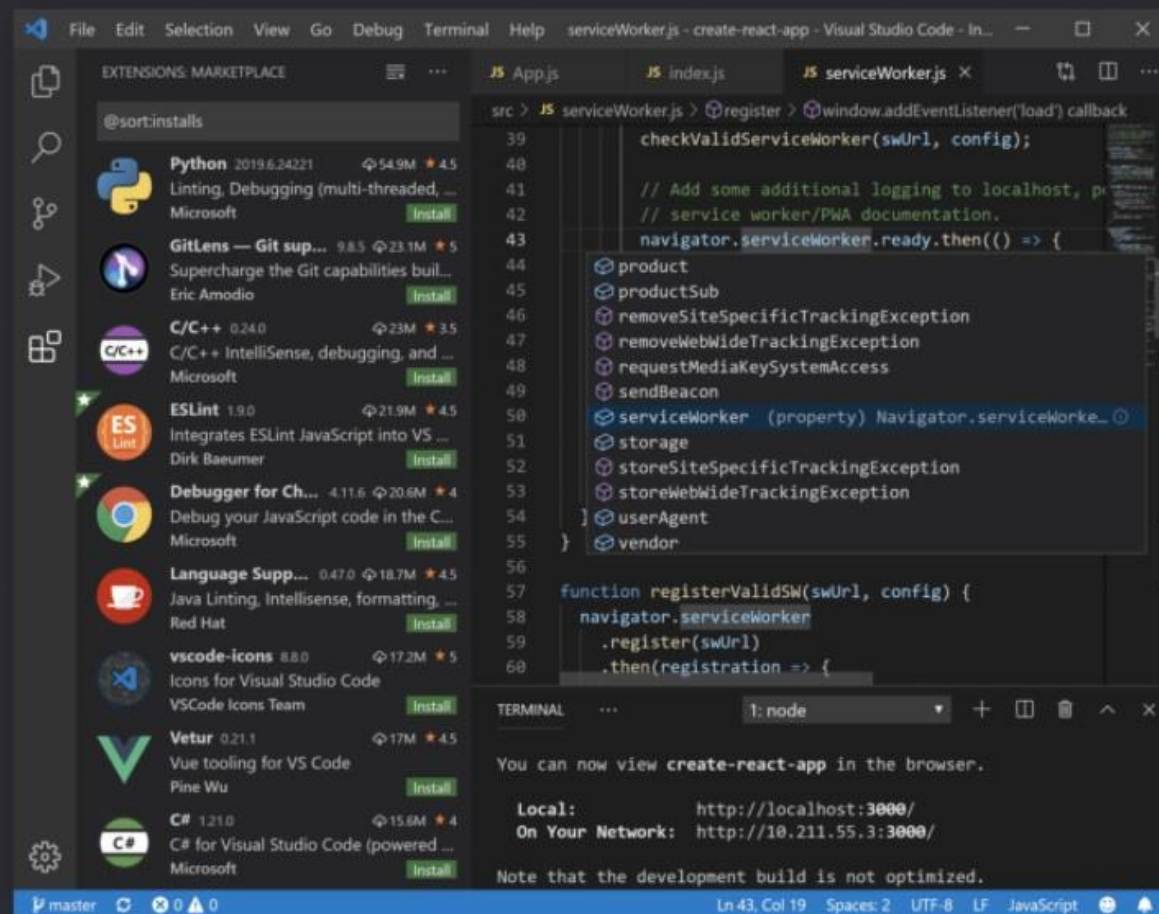 File Edit Selection View Go Debug Terminal Help serviceWorker.js - create-react-app - Visual Studio Code - In...
EXTENSIONS: MARKETPLACE
@sort:installs
Python 2019.6.24221 54.9M ★ 4.5
Linting, Debugging (multi-threaded, ...
Microsoft Install
GitLens — Git sup... 9.8.5 23.1M ★ 5
Supercharge the Git capabilities buil...
Eric Amodio Install
C/C++
C/C++ 0.24.0 23M ★ 3.5
C/C++ IntelliSense, debugging, and ...
Microsoft Install
ES
Lint
ESLint 1.9.0 21.9M ★ 4.5
Integrates ESLint JavaScript into VS ...
Dirk Baeumer Install
Debugger for Ch... 4.11.6 20.6M ★ 4
Debug your JavaScript code in the C...
Microsoft Install
Language Supp... 0.47.0 18.7M ★ 4.5
Java Linting, Intellisense, formatting, ...
Red Hat Install
vscode-icons 8.8.0 17.2M ★ 5
Icons for Visual Studio Code
VSCode Icons Team Install
Vetur 0.21.1 17M ★ 4.5
Vue tooling for VS Code
Pine Wu Install
C#
C# 1.21.0 15.6M ★ 4
C# for Visual Studio Code (powered ...
Microsoft Install
JS App.js JS index.js JS serviceWorker.js ×
src > JS serviceWorker.js > register > window.addEventListener('load') callback
39 checkValidServiceWorker(swUrl, config);
40
41 // Add some additional logging to localhost, p
42 // service worker/PWA documentation.
43 navigator.serviceWorker.ready.then(() => {
44 product
45 productSub
46 removeSiteSpecificTrackingException
47 removeWebWideTrackingException
48 requestMediaKeySystemAccess
49 sendBeacon
50 serviceWorker (property) Navigator.serviceWorke...
51 storage
52 storeSiteSpecificTrackingException
53 storeWebWideTrackingException
54 } userAgent
55 } vendor
56
57 function registerValidSW(swUrl, config) {
58 navigator.serviceWorker
59 .register(swUrl)
60 .then(registration => {
TERMINAL ... 1: node
You can now view create-react-app in the browser.
Local: http://localhost:3000/
On Your Network: http://10.211.55.3:3000/
Note that the development build is not optimized.
master 0 0 Ln 43, Col 19 Spaces: 2 UTF-8 LF JavaScript